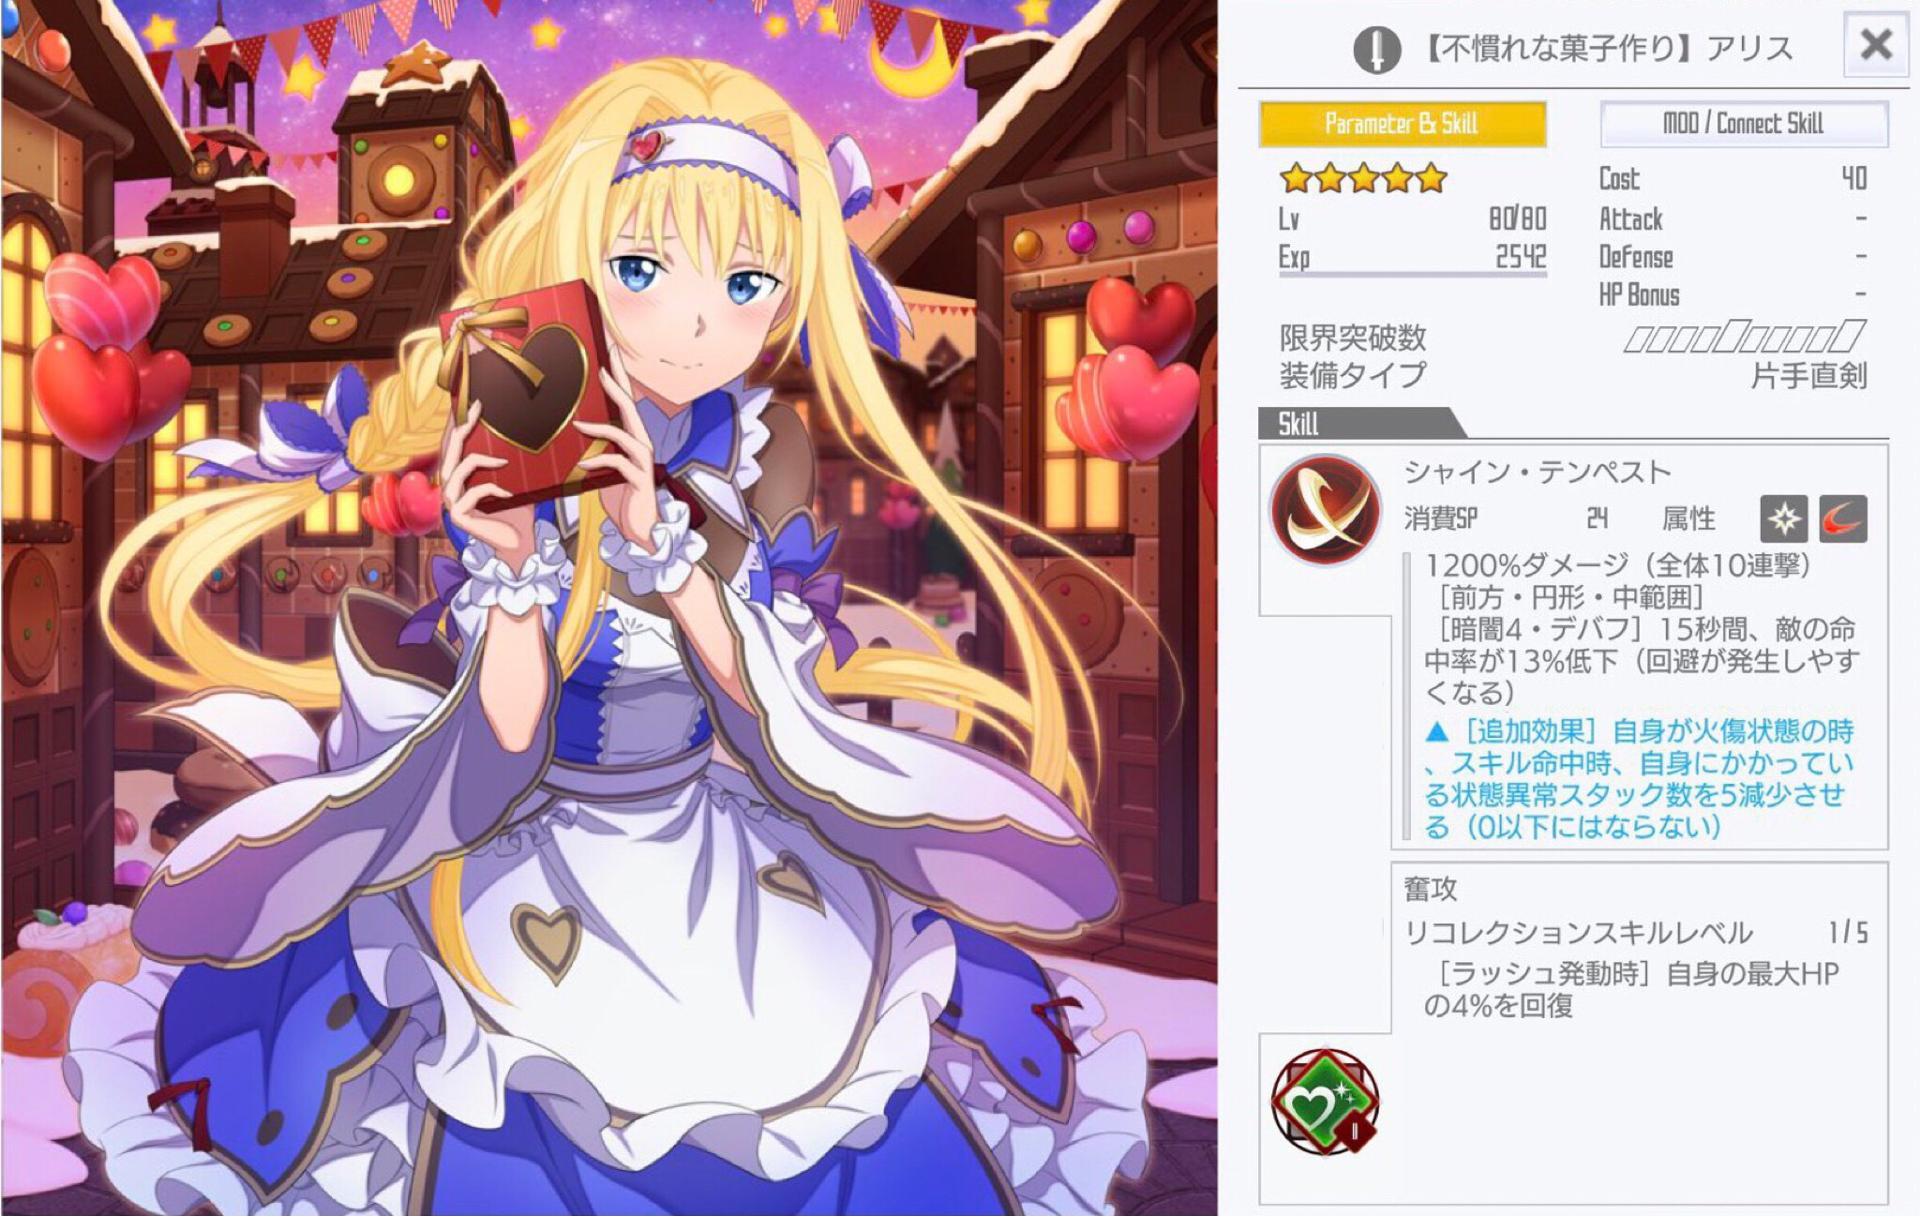 【不慣れな菓子作り】アリス
Parameter & Skill
MOD / Connect Skill
Lv 80/80
Exp 2542
Cost 40
Attack -
Defense -
HP Bonus -
限界突破数
装備タイプ 片手直剣
Skill
シャイン・テンペスト
消費SP 24 属性
1200%ダメージ（全体10連撃）
［前方・円形・中範囲］
［暗闇4・デバフ］15秒間、敵の命
中率が13%低下（回避が発生しやす
くなる）
▲［追加効果］自身が火傷状態の時
、スキル命中時、自身にかかってい
る状態異常スタック数を5減少させ
る（0以下にはならない）
奮攻
リコレクションスキルレベル 1/5
［ラッシュ発動時］自身の最大HP
の4%を回復
II